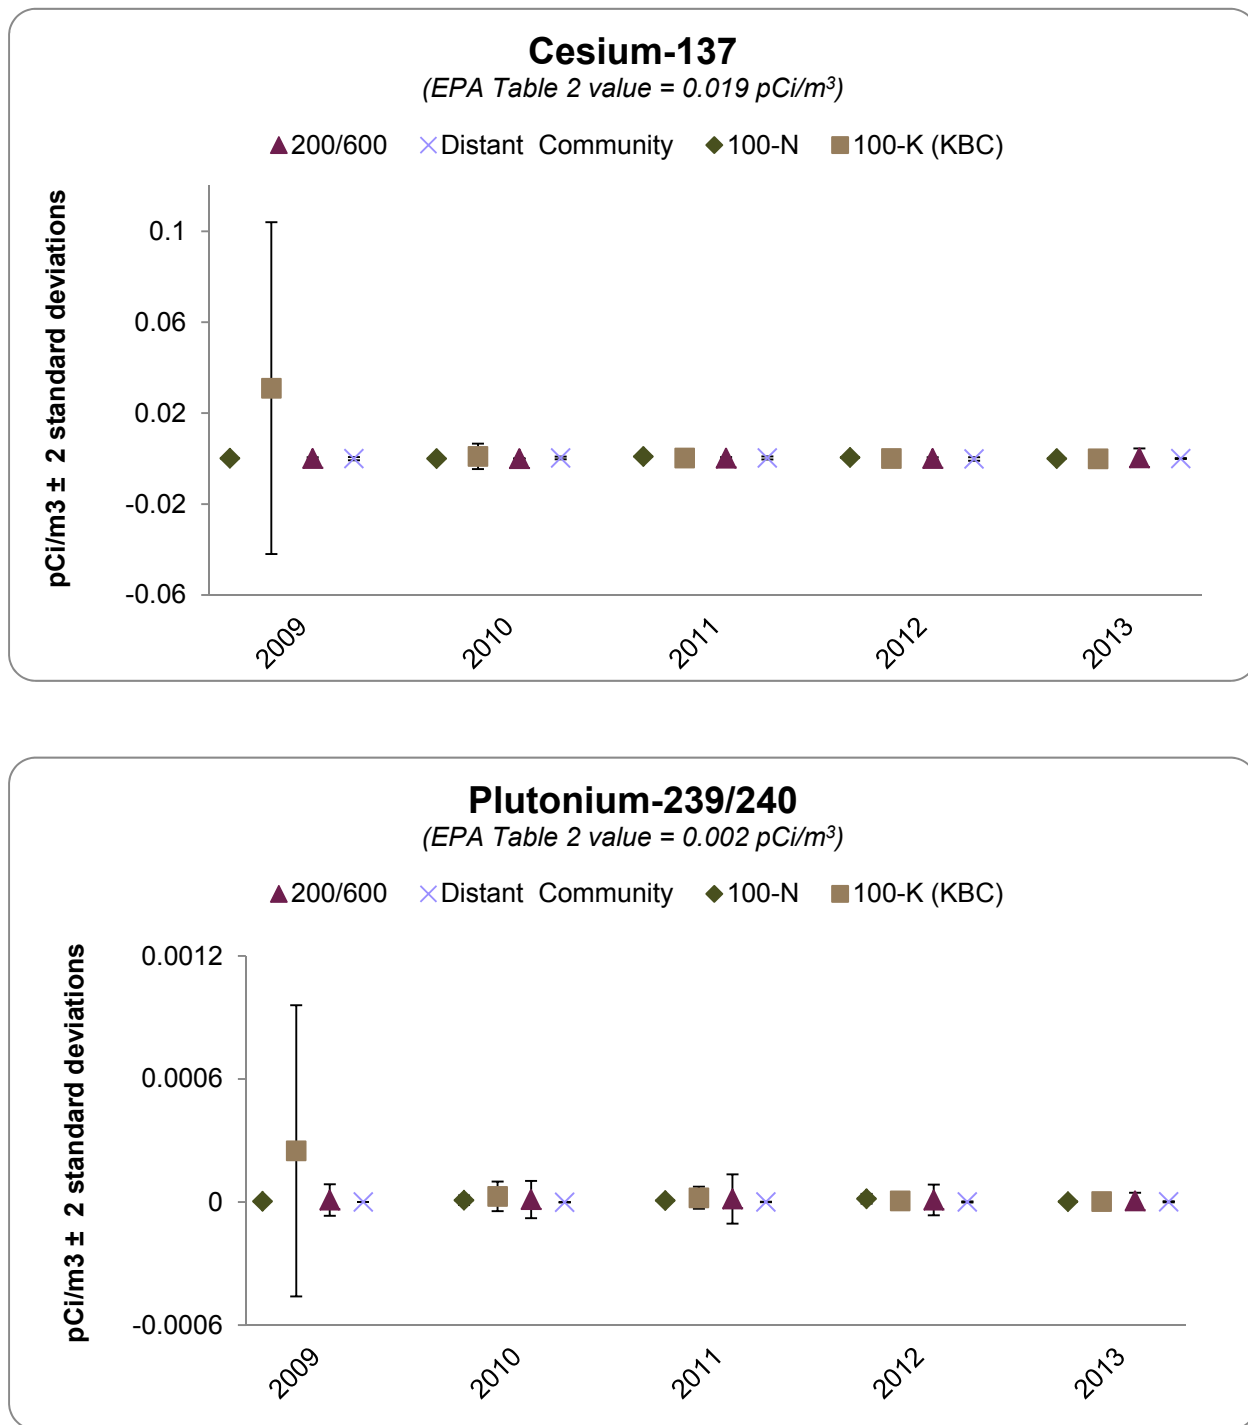 Cesium-137
(EPA Table 2 value = 0.019 pCi/m³)
200/600 Distant Community 100-N 100-K (KBC)
pCi/m3 ± 2 standard deviations
0.1
0.06
0.02
-0.02
-0.06
2009 2010 2011 2012 2013
Plutonium-239/240
(EPA Table 2 value = 0.002 pCi/m³)
200/600 Distant Community 100-N 100-K (KBC)
pCi/m3 ± 2 standard deviations
0.0012
0.0006
0
-0.0006
2009 2010 2011 2012 2013